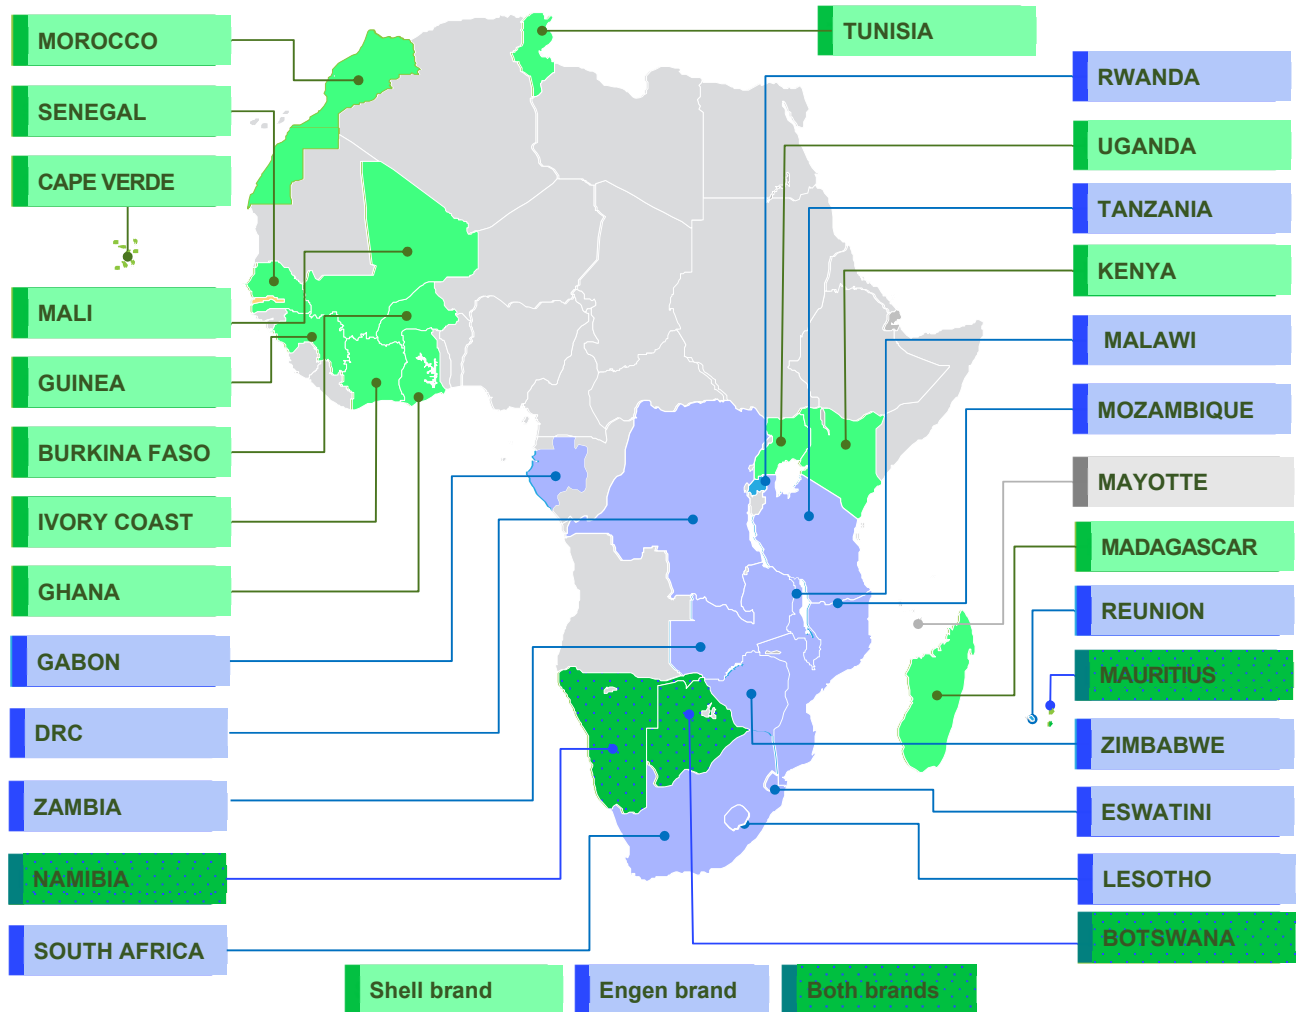 MOROCCO
SENEGAL
CAPE VERDE
MALI
GUINEA
BURKINA FASO
IVORY COAST
GHANA
GABON
DRC
ZAMBIA
NAMIBIA
SOUTH AFRICA
TUNISIA
RWANDA
UGANDA
TANZANIA
KENYA
MALAWI
MOZAMBIQUE
MAYOTTE
MADAGASCAR
REUNION
MAURITIUS
ZIMBABWE
ESWATINI
LESOTHO
BOTSWANA
Shell brand
Engen brand
Both brands